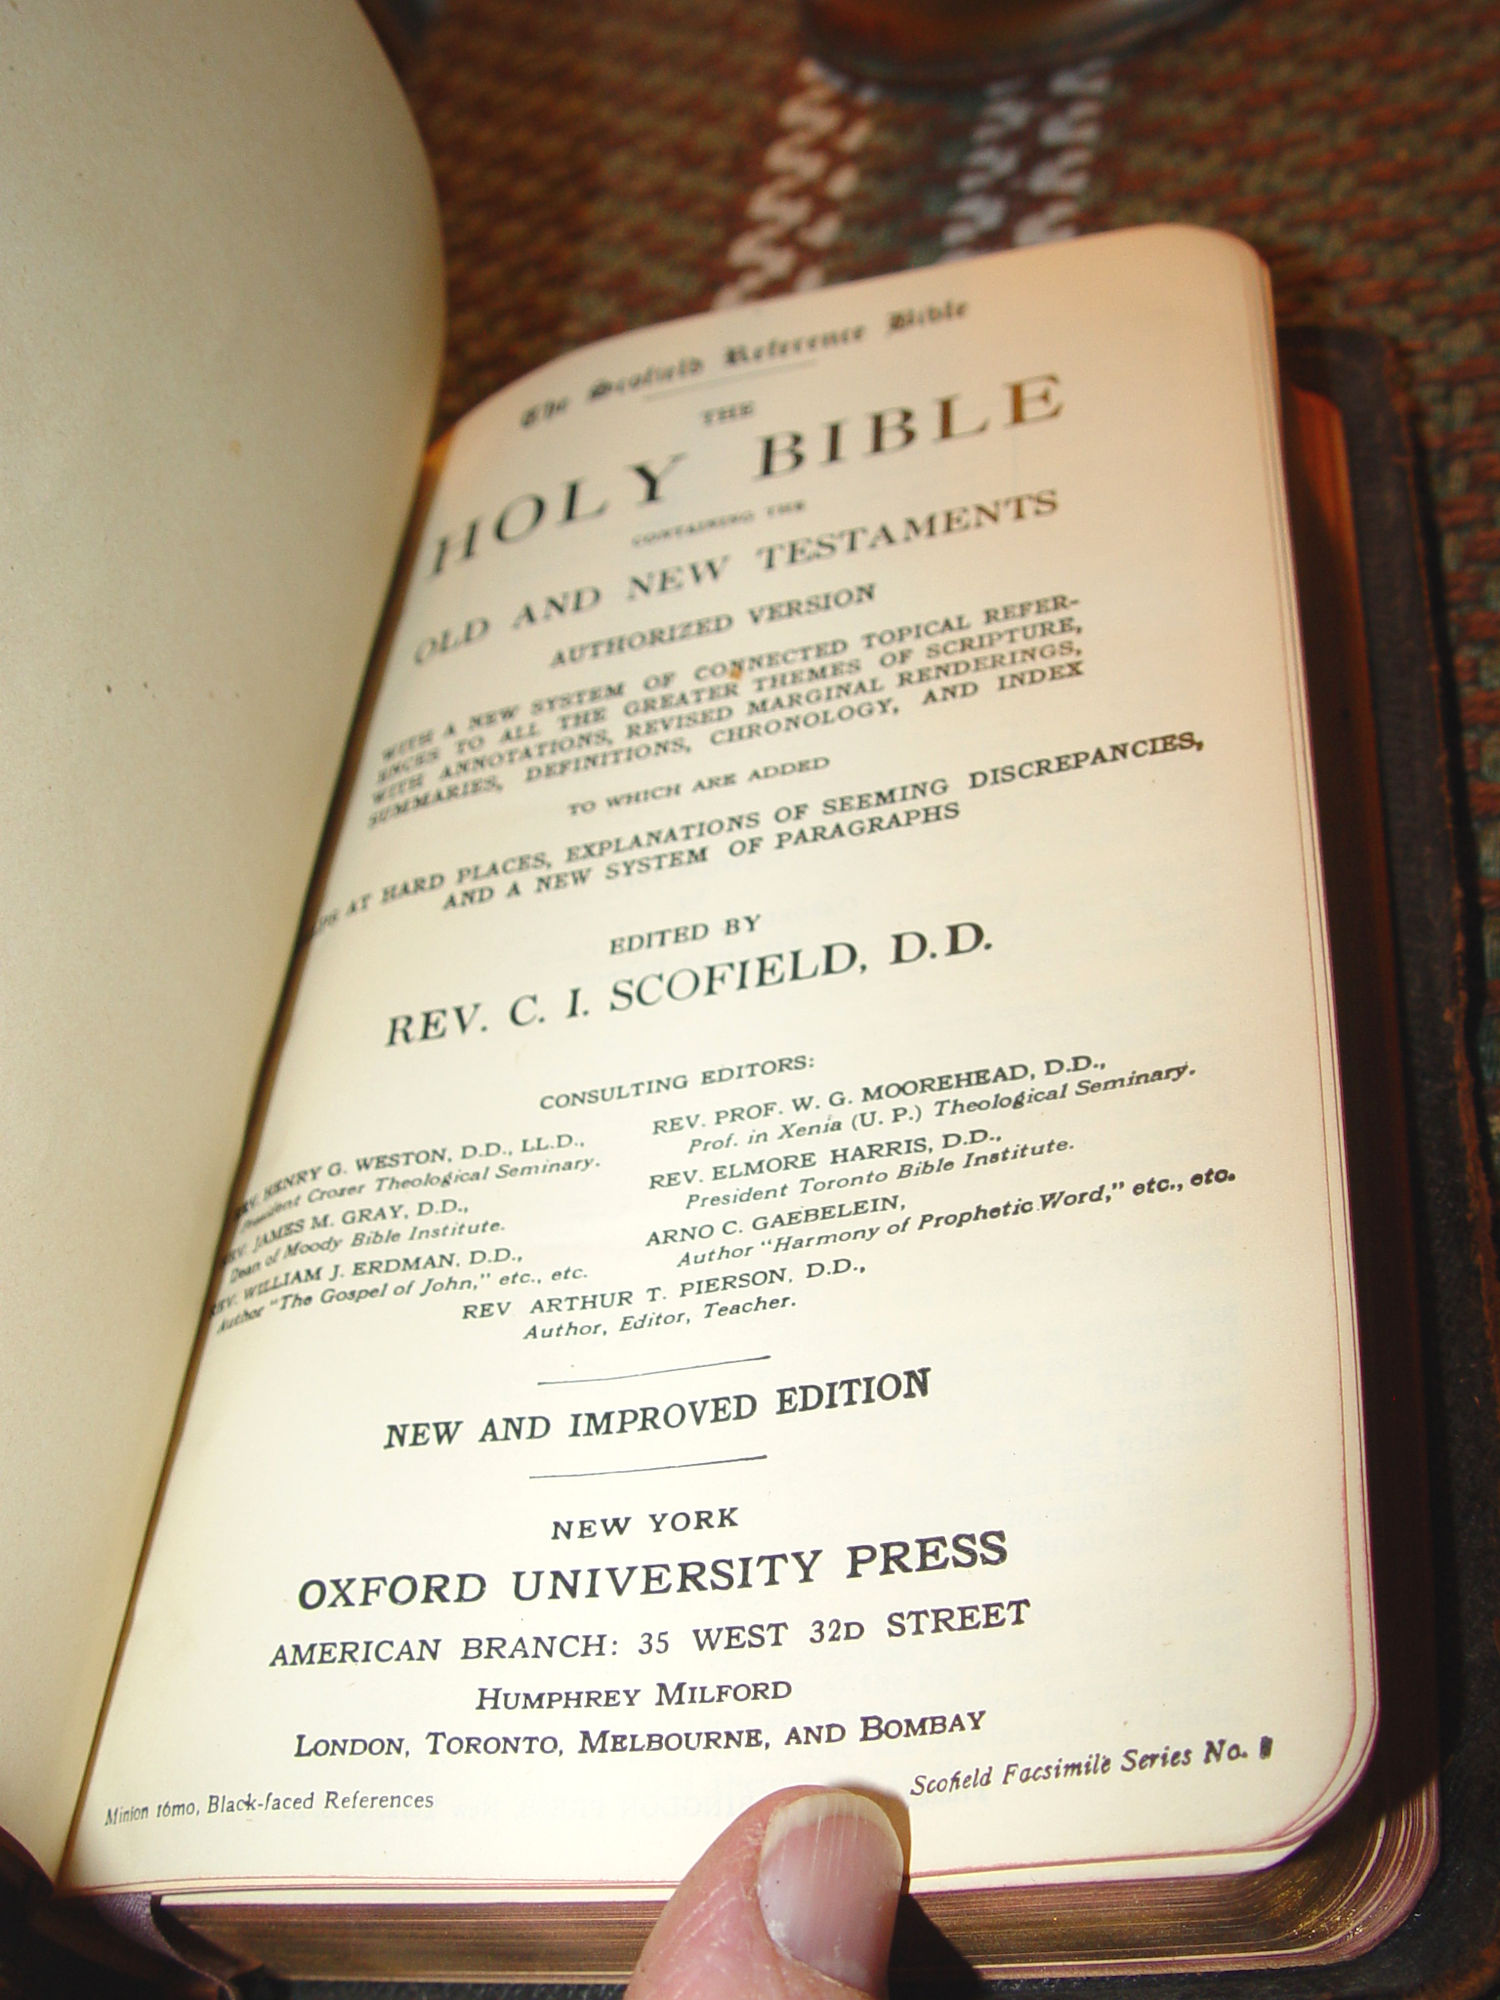 The Scofield Reference Bible
THE
HOLY BIBLE
CONTAINING THE
OLD AND NEW TESTAMENTS
AUTHORIZED VERSION
WITH A NEW SYSTEM OF CONNECTED TOPICAL REFER-
ENCES TO ALL THE GREATER THEMES OF SCRIPTURE,
WITH ANNOTATIONS, REVISED MARGINAL RENDERINGS,
SUMMARIES, DEFINITIONS, CHRONOLOGY, AND INDEX
TO WHICH ARE ADDED
AT HARD PLACES, EXPLANATIONS OF SEEMING DISCREPANCIES,
AND A NEW SYSTEM OF PARAGRAPHS
EDITED BY
REV. C. I. SCOFIELD, D.D.
CONSULTING EDITORS:
REV. HENRY G. WESTON, D.D., LL.D.,
President Crozer Theological Seminary.
REV. JAMES M. GRAY, D.D.,
Dean of Moody Bible Institute.
REV. WILLIAM J. ERDMAN, D.D.,
Author "The Gospel of John," etc., etc.
REV. PROF. W. G. MOOREHEAD, D.D.,
Prof. in Xenia (U. P.) Theological Seminary.
REV. ELMORE HARRIS, D.D.,
President Toronto Bible Institute.
ARNO C. GAEBELEIN,
Author "Harmony of Prophetic Word," etc., etc.
REV ARTHUR T. PIERSON, D.D.,
Author, Editor, Teacher.
NEW AND IMPROVED EDITION
NEW YORK
OXFORD UNIVERSITY PRESS
AMERICAN BRANCH: 35 WEST 32D STREET
HUMPHREY MILFORD
LONDON, TORONTO, MELBOURNE, AND BOMBAY
Minion 16mo, Black-faced References
Scofield Facsimile Series No.